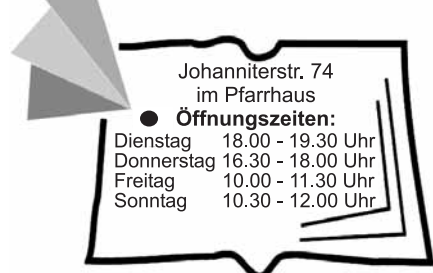 Johanniterstr. 74
im Pfarrhaus
● Öffnungszeiten:
Dienstag 18.00 - 19.30 Uhr
Donnerstag 16.30 - 18.00 Uhr
Freitag 10.00 - 11.30 Uhr
Sonntag 10.30 - 12.00 Uhr